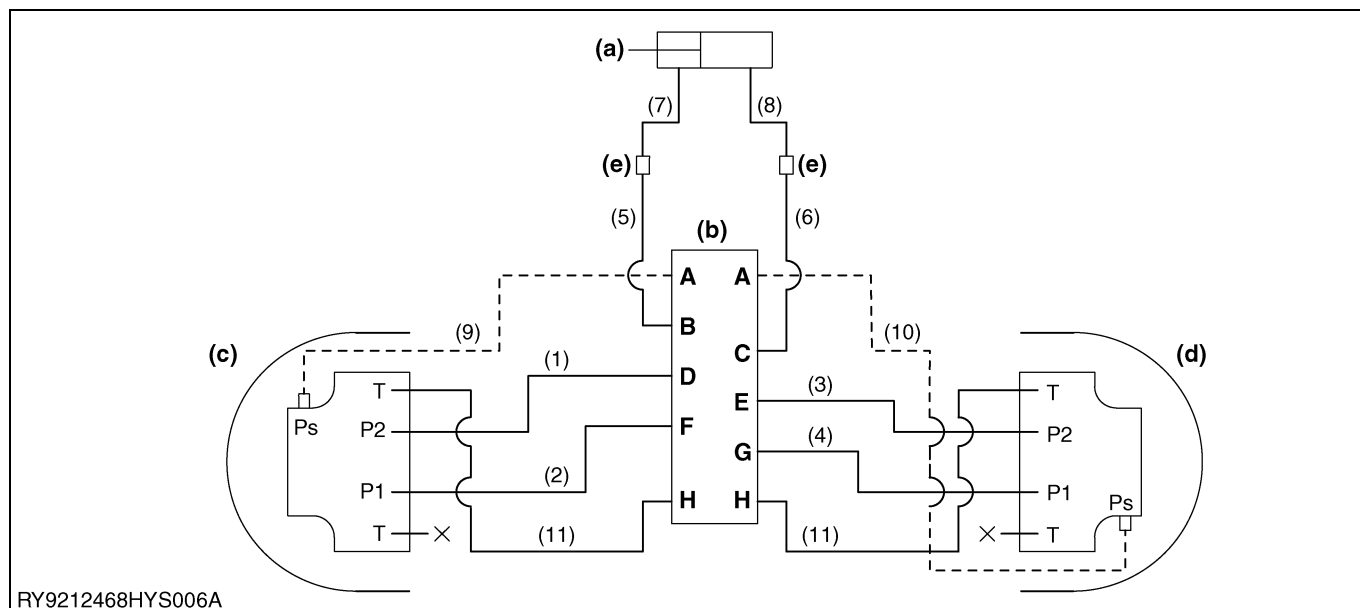 (a)
(7) (8)
(e) (e)
(5) (6)
(b)
A A
(9) (10)
B
(c) C (d)
(1) D
T E (3) T
Ps P2 F P2
(4)
G
(2)
P1 P1
Ps
H H
T (11) (11) T
RY9212468HYS006A